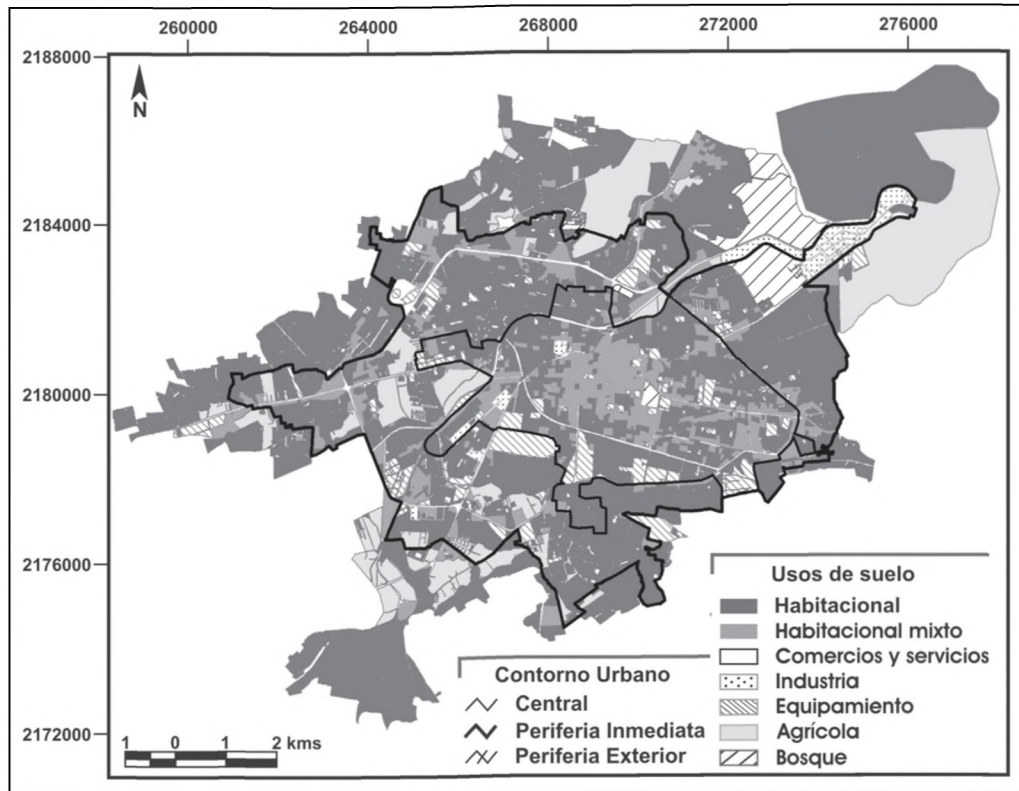 260000 264000 268000 272000 276000
2188000
N
2184000
2180000
2176000
2172000
Usos de suelo
Habitacional
Habitacional mixto
Comercios y servicios
Industria
Equipamiento
Agrícola
Bosque
Contorno Urbano
Central
Periferia Inmediata
Periferia Exterior
1 0 1 2 kms